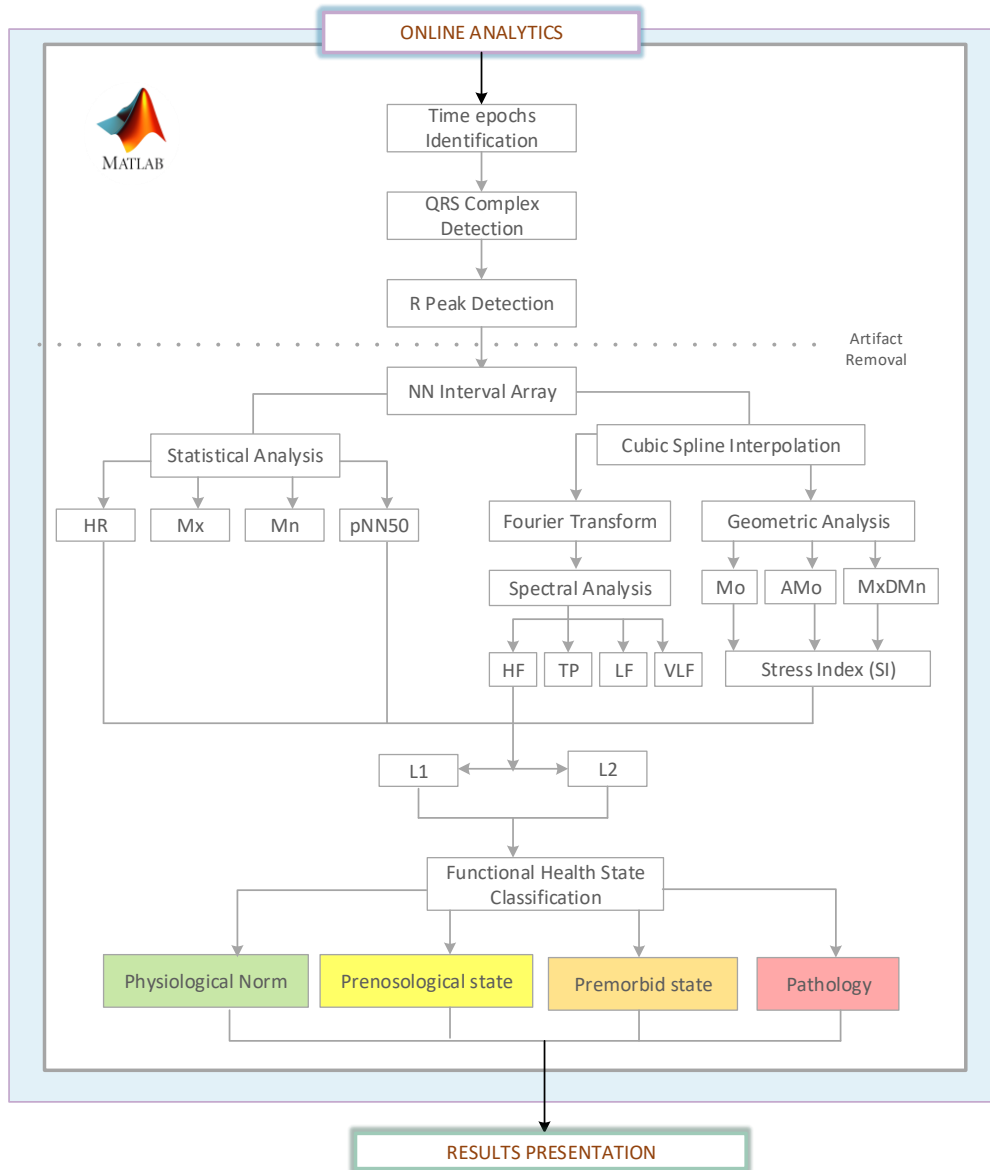 ONLINE ANALYTICS
MATLAB
Time epochs
Identification
QRS Complex
Detection
R Peak Detection
Artifact
Removal
NN Interval Array
Statistical Analysis
Cubic Spline Interpolation
HR
Mx
Mn
pNN50
Fourier Transform
Geometric Analysis
Spectral Analysis
Mo
AMo
MxDMn
HF
TP
LF
VLF
Stress Index (SI)
L1
L2
Functional Health State
Classification
Physiological Norm
Prenosological state
Premorbid state
Pathology
RESULTS PRESENTATION